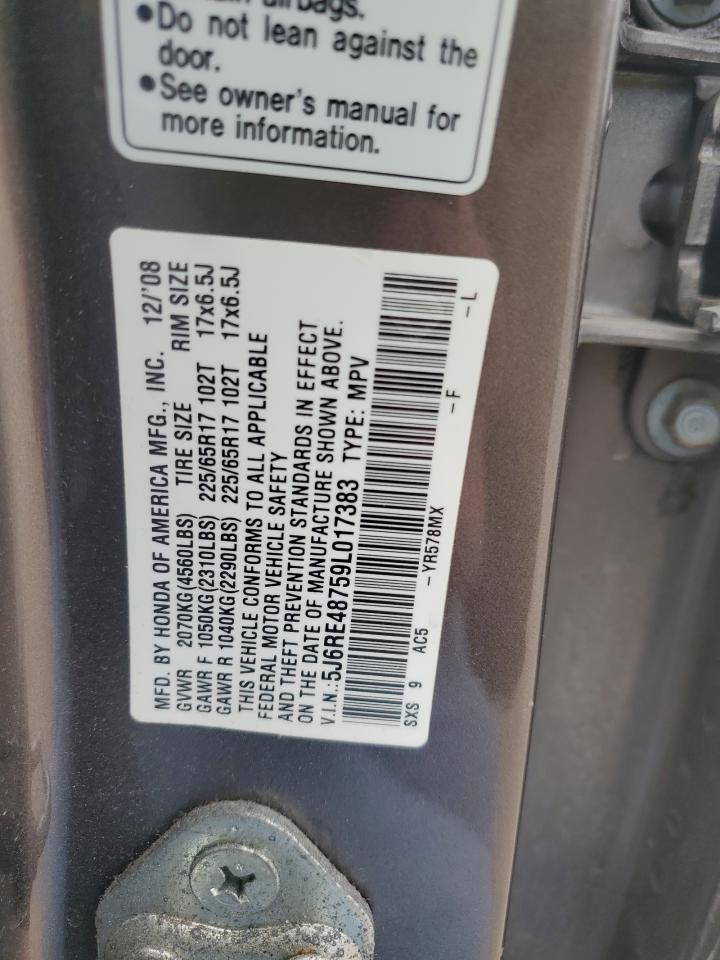 airbags.
•Do not lean against the
door.
•See owner's manual for
more information.
MFD. BY HONDA OF AMERICA MFG., INC. 12/'08
GVWR 2070KG(4560LBS) TIRE SIZE RIM SIZE
GAWR F 1050KG(2310LBS) 225/65R17 102T 17x6.5J
GAWR R 1040KG(2290LBS) 225/65R17 102T 17x6.5J
THIS VEHICLE CONFORMS TO ALL APPLICABLE
FEDERAL MOTOR VEHICLE SAFETY
AND THEFT PREVENTION STANDARDS IN EFFECT
ON THE DATE OF MANUFACTURE SHOWN ABOVE.
V.I.N.:5J6RE48759L017383 TYPE: MPV
SXS 9 AC5 -F -L
-YR578MX